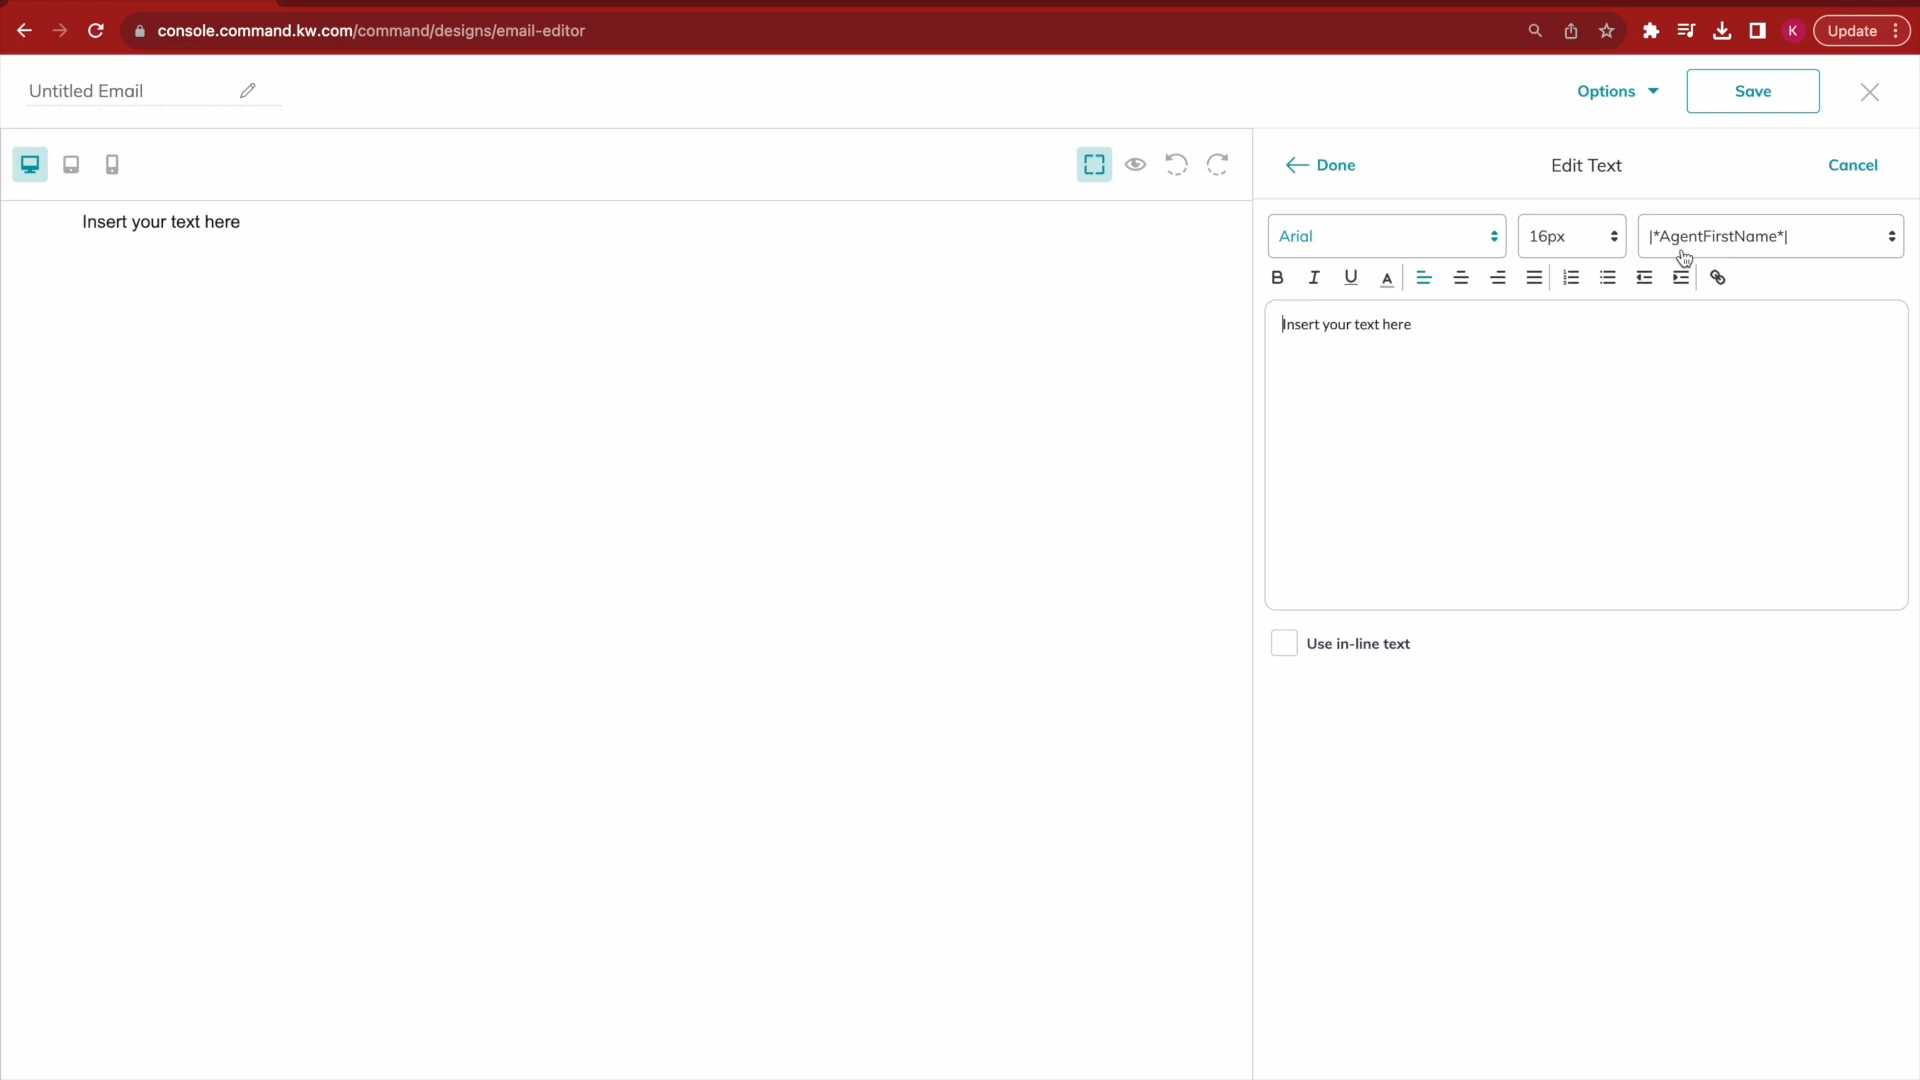 console.command.kw.com/command/designs/email-editor
K
Update
Untitled Email
Options
Save
Done
Edit Text
Cancel
Insert your text here
Arial
16px
|*AgentFirstName*|
B I U A
Insert your text here
Use in-line text